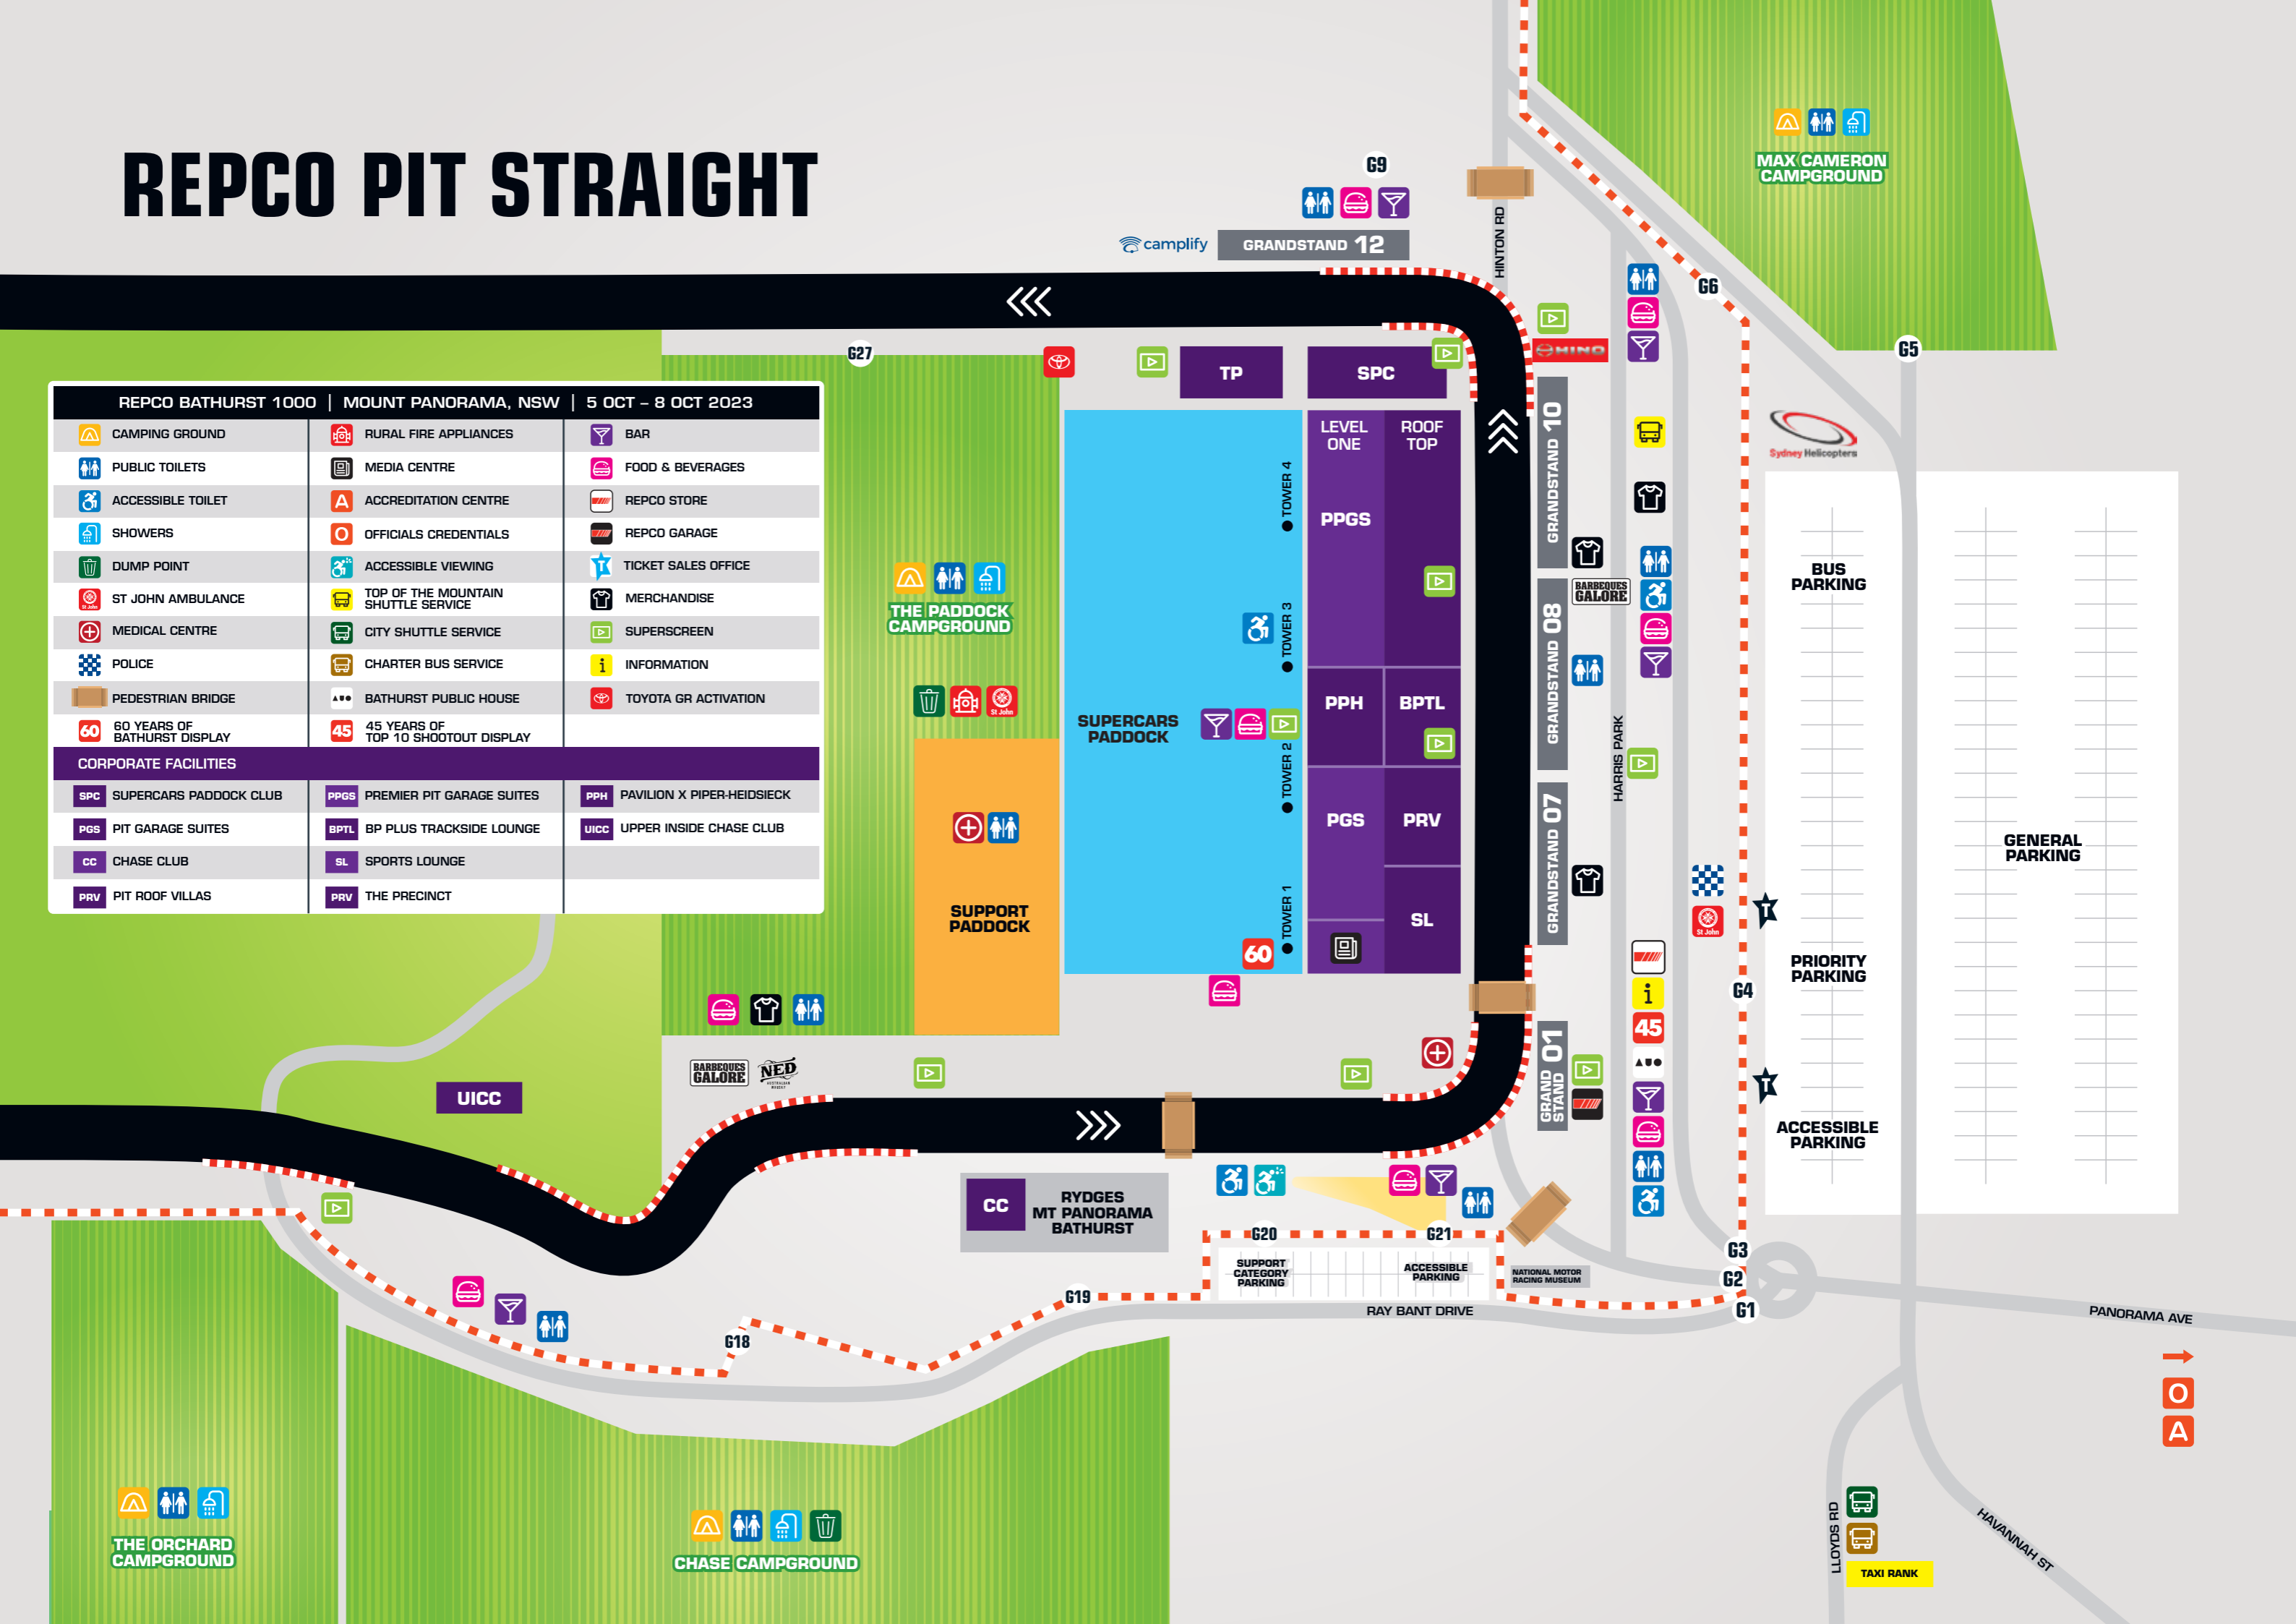 REPCO PIT STRAIGHT
REPCO BATHURST 1000 | MOUNT PANORAMA, NSW | 5 OCT – 8 OCT 2023
CAMPING GROUND
RURAL FIRE APPLIANCES
BAR
PUBLIC TOILETS
MEDIA CENTRE
FOOD & BEVERAGES
ACCESSIBLE TOILET
A ACCREDITATION CENTRE
REPCO STORE
SHOWERS
O OFFICIALS CREDENTIALS
REPCO GARAGE
DUMP POINT
ACCESSIBLE VIEWING
T TICKET SALES OFFICE
St John ST JOHN AMBULANCE
TOP OF THE MOUNTAIN
SHUTTLE SERVICE
MERCHANDISE
MEDICAL CENTRE
CITY SHUTTLE SERVICE
SUPERSCREEN
POLICE
CHARTER BUS SERVICE
i INFORMATION
PEDESTRIAN BRIDGE
BATHURST PUBLIC HOUSE
TOYOTA GR ACTIVATION
60 60 YEARS OF
BATHURST DISPLAY
45 45 YEARS OF
TOP 10 SHOOTOUT DISPLAY
CORPORATE FACILITIES
SPC SUPERCARS PADDOCK CLUB
PPGS PREMIER PIT GARAGE SUITES
PPH PAVILION X PIPER-HEIDSIECK
PGS PIT GARAGE SUITES
BPTL BP PLUS TRACKSIDE LOUNGE
UICC UPPER INSIDE CHASE CLUB
CC CHASE CLUB
SL SPORTS LOUNGE
PRV PIT ROOF VILLAS
PRV THE PRECINCT
G9
camplify
GRANDSTAND 12
HINTON RD
MAX CAMERON
CAMPGROUND
G6
G5
G27
HINO
TP
SPC
LEVEL
ONE
ROOF
TOP
PPGS
TOWER 4
TOWER 3
TOWER 2
TOWER 1
PPH
BPTL
PGS
PRV
SL
60
SUPERCARS
PADDOCK
THE PADDOCK
CAMPGROUND
St John
SUPPORT
PADDOCK
GRANDSTAND 10
GRANDSTAND 08
GRANDSTAND 07
GRAND
STAND 01
BARBEQUES
GALORE
HARRIS PARK
St John
i
45
Sydney Helicopters
BUS
PARKING
GENERAL
PARKING
PRIORITY
PARKING
ACCESSIBLE
PARKING
T
T
G4
G3
G2
G1
BARBEQUES
GALORE
NED
UICC
CC
RYDGES
MT PANORAMA
BATHURST
G20
G21
SUPPORT
CATEGORY
PARKING
ACCESSIBLE
PARKING
NATIONAL MOTOR
RACING MUSEUM
G19
G18
RAY BANT DRIVE
PANORAMA AVE
O
A
LLOYDS RD
HAVANNAH ST
TAXI RANK
THE ORCHARD
CAMPGROUND
CHASE CAMPGROUND